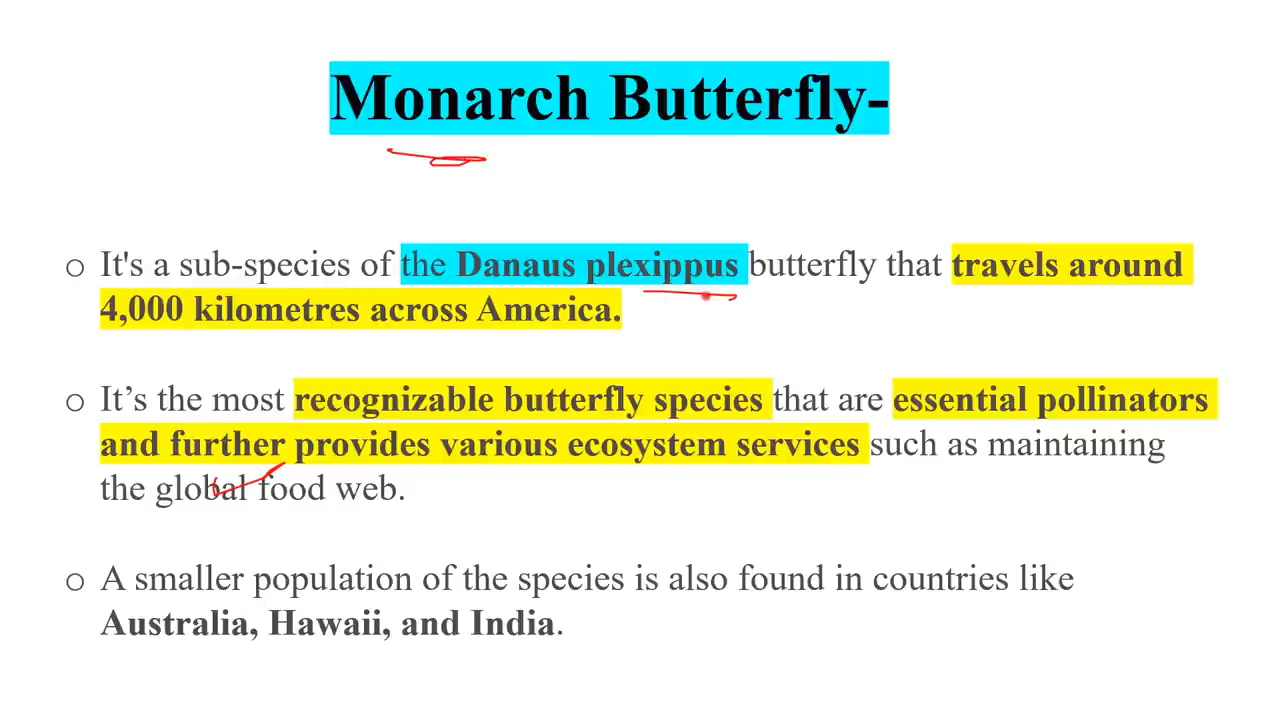 Monarch Butterfly-
o It's a sub-species of the Danaus plexippus butterfly that travels around
4,000 kilometres across America.
o It’s the most recognizable butterfly species that are essential pollinators
and further provides various ecosystem services such as maintaining
the global food web.
o A smaller population of the species is also found in countries like
Australia, Hawaii, and India.